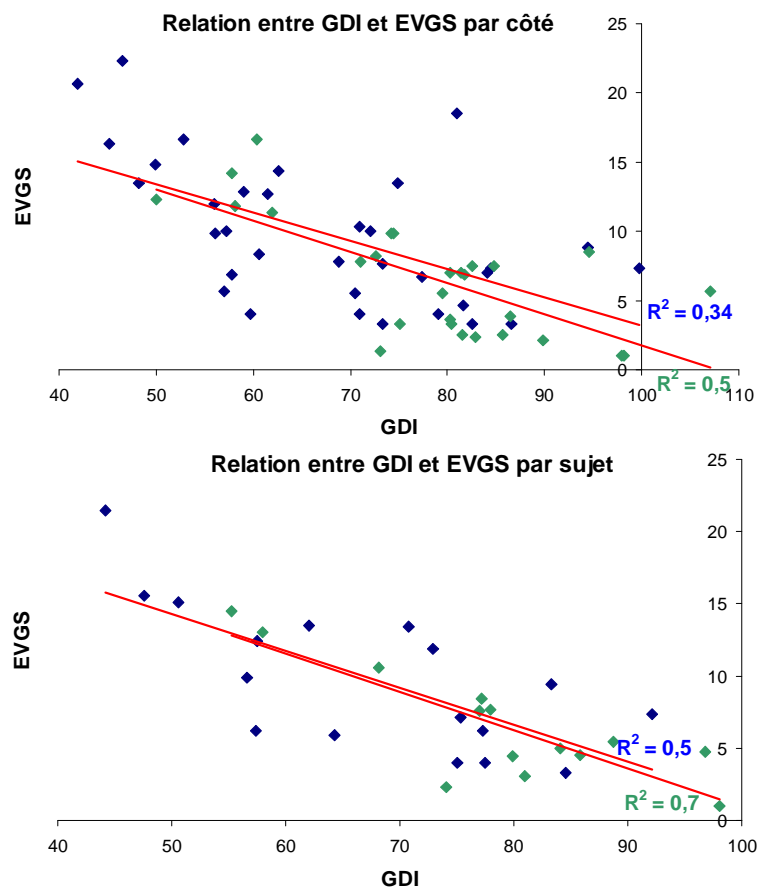 Relation entre GDI et EVGS par côté
25
20
15
10
5
0
EVGS
R² = 0,34
R² = 0,5
40 50 60 70 80 90 100 110
GDI
Relation entre GDI et EVGS par sujet
25
20
15
10
5
0
EVGS
R² = 0,5
R² = 0,7
40 50 60 70 80 90 100
GDI